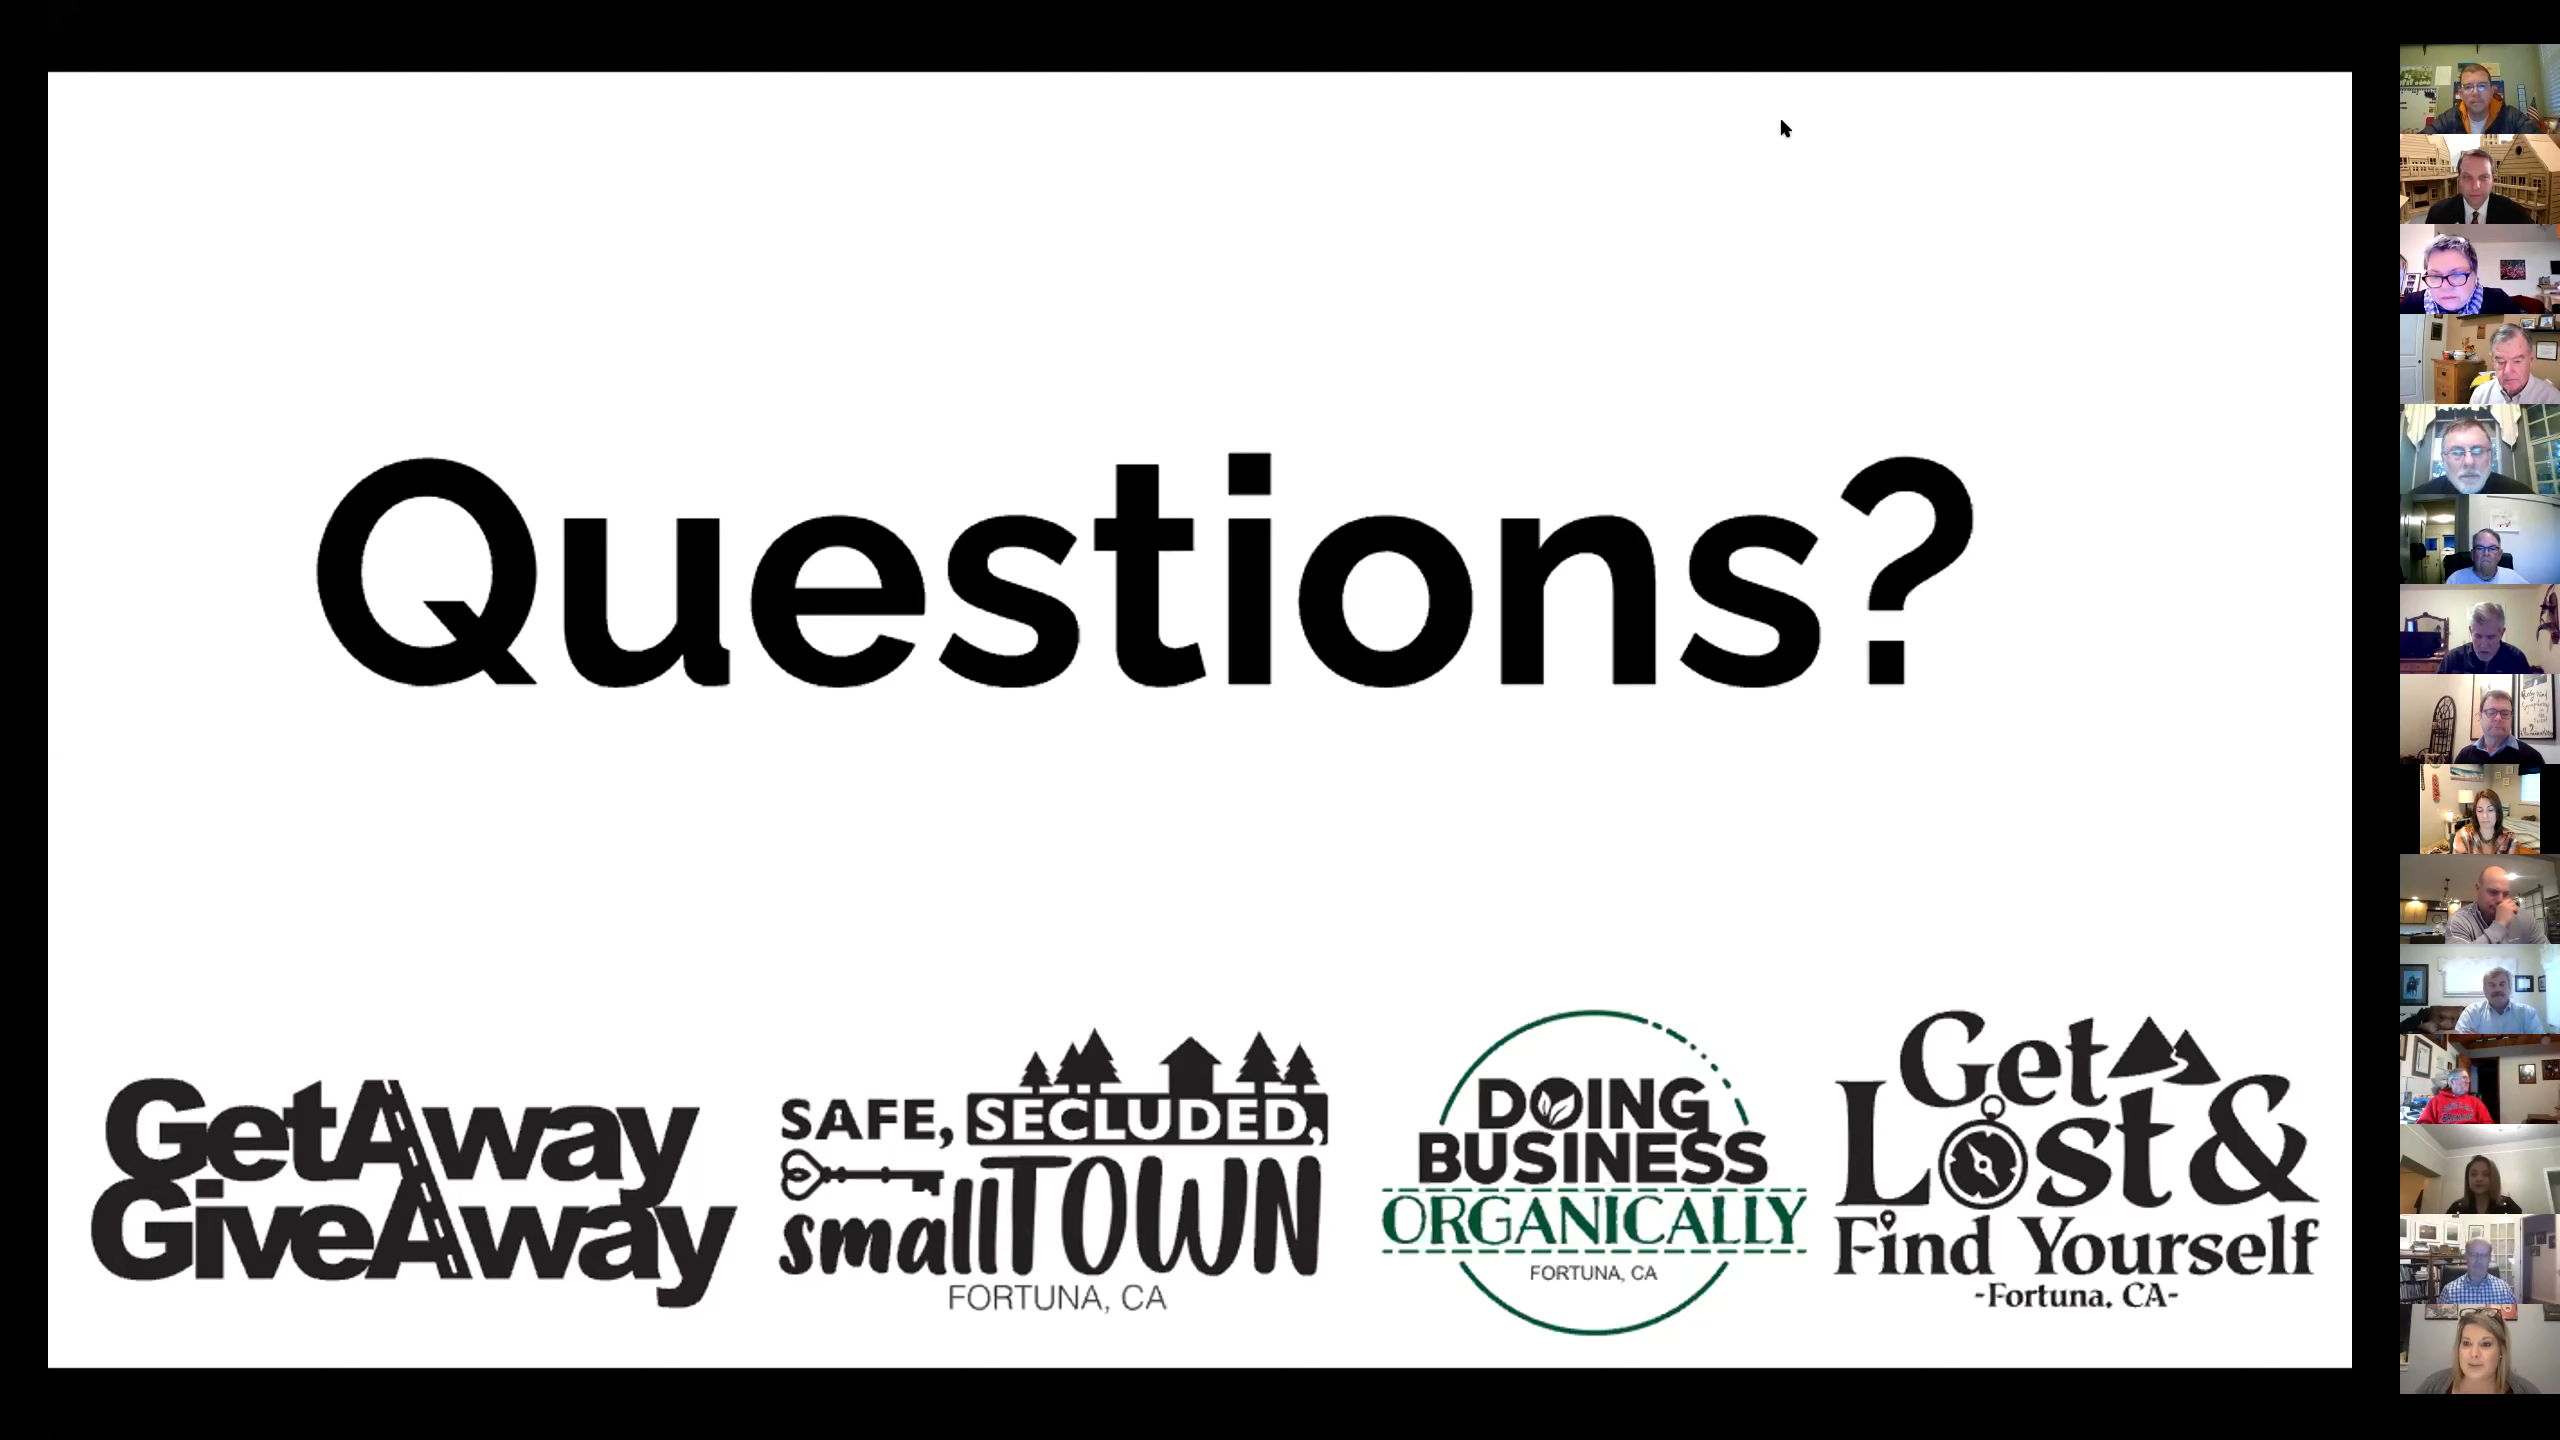 Questions?
GetAway
GiveAway
SAFE, SECLUDED,
smallTOWN
FORTUNA, CA
DOING
BUSINESS
ORGANICALLY
FORTUNA, CA
Get
Lost &
Find Yourself
-Fortuna, CA-